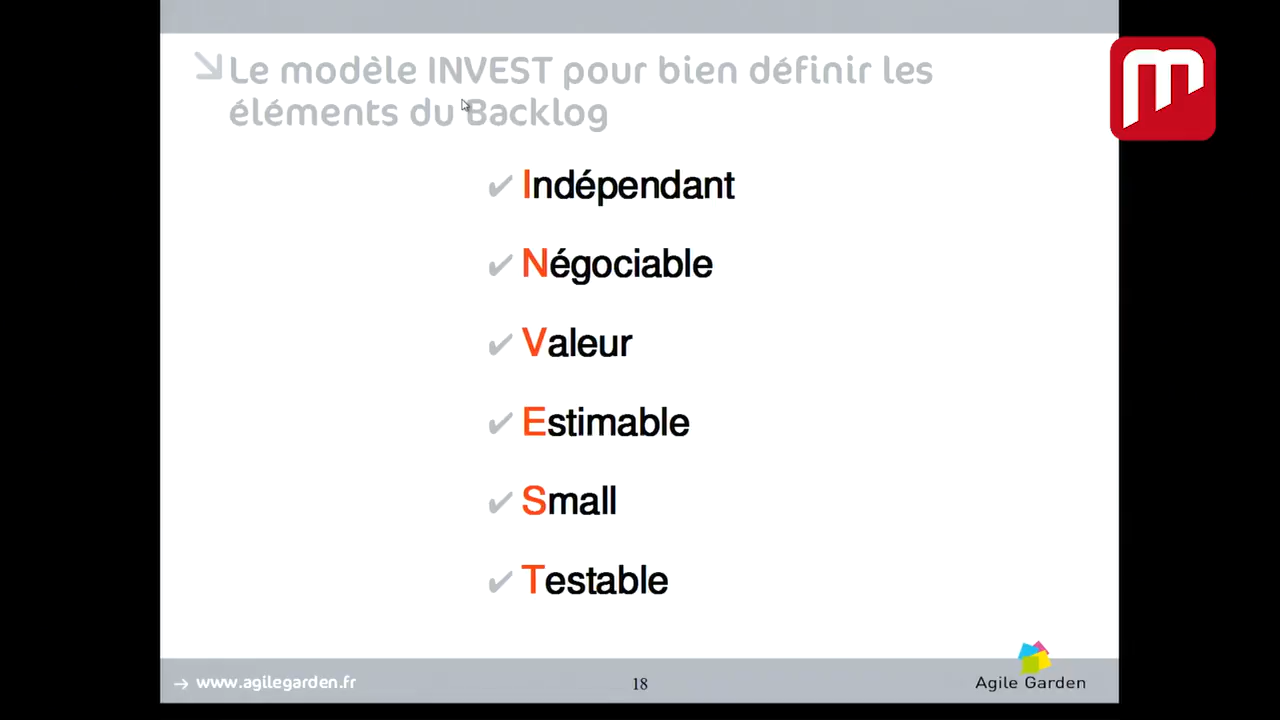 Le modèle INVEST pour bien définir les
éléments du Backlog
✔ Indépendant
✔ Négociable
✔ Valeur
✔ Estimable
✔ Small
✔ Testable
→ www.agilegarden.fr
18
Agile Garden